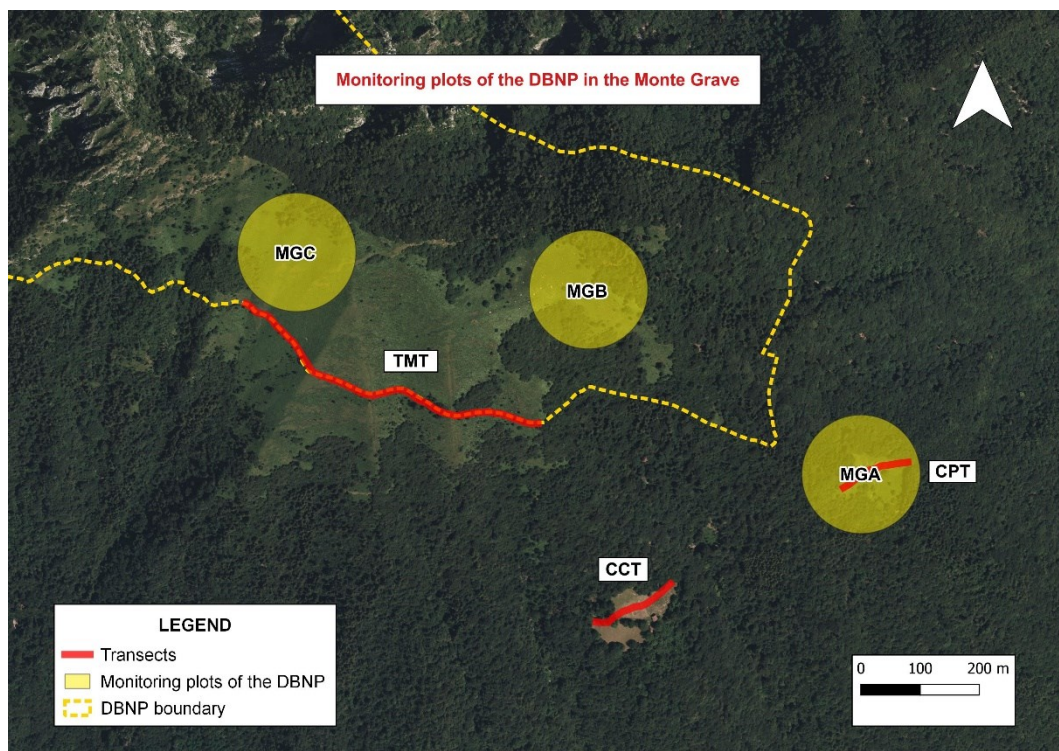 Monitoring plots of the DBNP in the Monte Grave
MGC
MGB
TMT
MGA
CPT
CCT
LEGEND
Transects
Monitoring plots of the DBNP
DBNP boundary
0 100 200 m